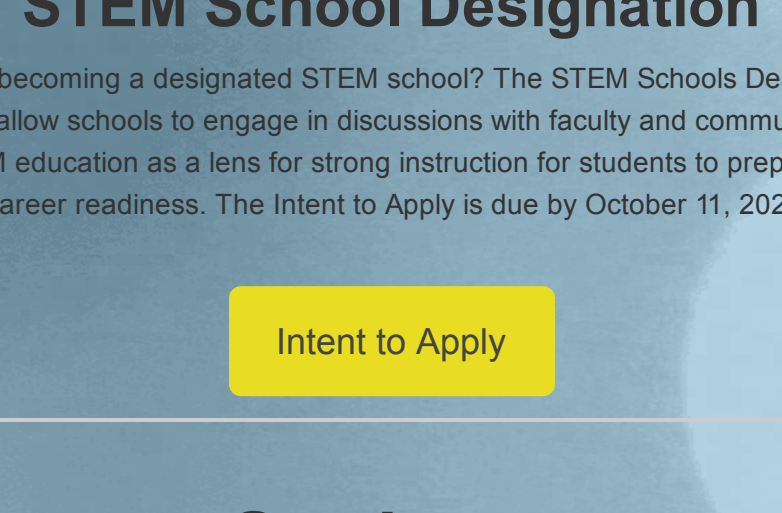 STEM School Designation
becoming a designated STEM school? The STEM Schools De
allow schools to engage in discussions with faculty and commu
M education as a lens for strong instruction for students to prep
areer readiness. The Intent to Apply is due by October 11, 202
Intent to Apply